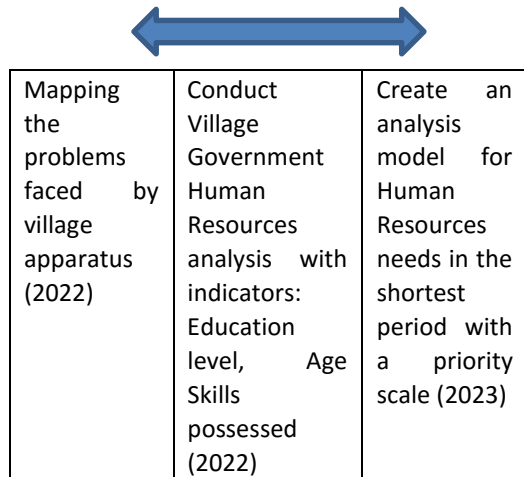 Mapping
the
problems
faced by
village
apparatus
(2022)
Conduct
Village
Government
Human
Resources
analysis with
indicators:
Education
level, Age
Skills
possessed
(2022)
Create an
analysis
model for
Human
Resources
needs in the
shortest
period with
a priority
scale (2023)